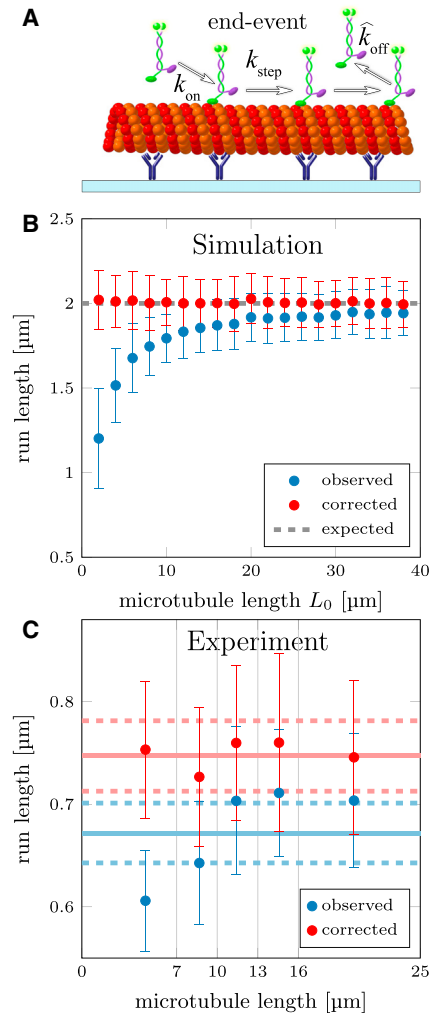 A
end-event
k_on
k_step
k̂_off
B
Simulation
run length [µm]
2.5
2
1.5
1
0.5
observed
corrected
expected
0 10 20 30 40
microtubule length L₀ [µm]
C
Experiment
run length [µm]
0.8
0.7
0.6
observed
corrected
0 7 10 13 16 25
microtubule length [µm]